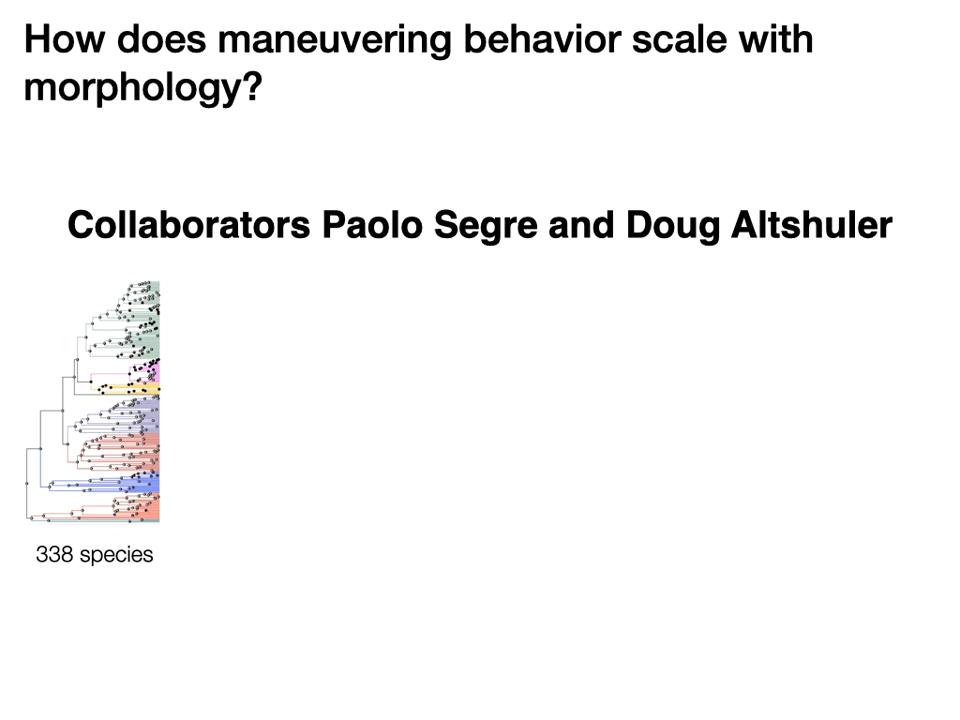 How does maneuvering behavior scale with
morphology?
Collaborators Paolo Segre and Doug Altshuler
338 species